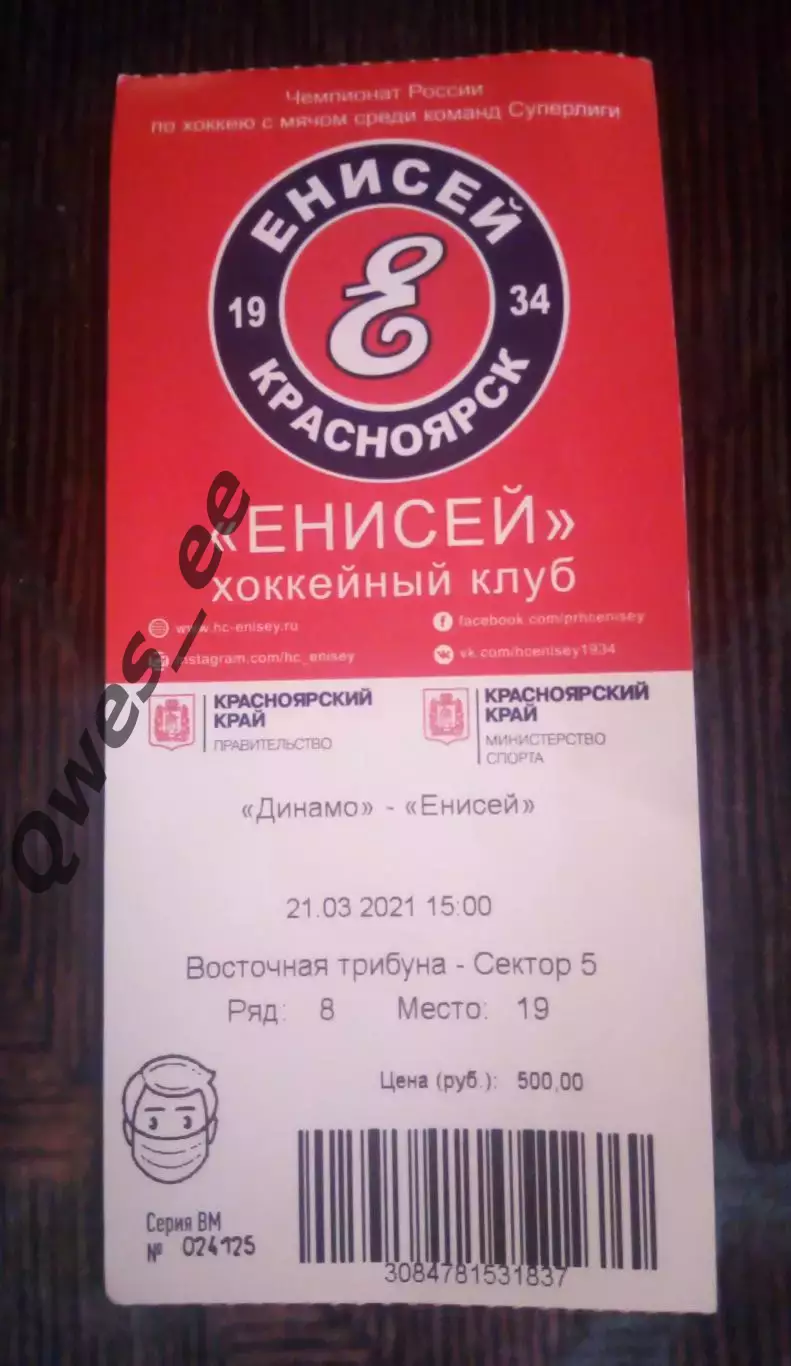 Чемпионат России
по хоккею с мячом среди команд Суперлиги
ЕНИСЕЙ
19 34
КРАСНОЯРСК
«ЕНИСЕЙ»
хоккейный клуб
www.hc-enisey.ru
facebook.com/prhcenisey
instagram.com/hc_enisey
vk.com/hcenisey1934
КРАСНОЯРСКИЙ
КРАЙ
ПРАВИТЕЛЬСТВО
КРАСНОЯРСКИЙ
КРАЙ
МИНИСТЕРСТВО
СПОРТА
«Динамо» - «Енисей»
21.03 2021 15:00
Восточная трибуна - Сектор 5
Ряд: 8 Место: 19
Цена (руб.): 500,00
Серия ВМ
№ 024125
3084781531837
Qwes_ee